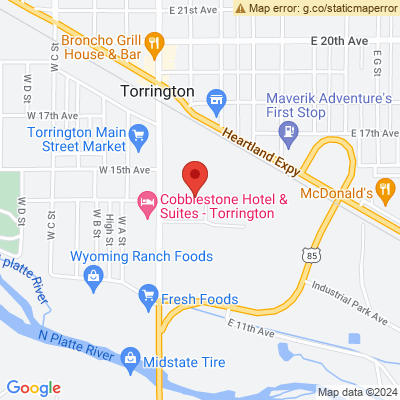 E 21st Ave
Map error: g.co/staticmaperror
Broncho Grill
House & Bar
E 20th Ave
E G St
W D St
W C St
Torrington
Maverik Adventure's
First Stop
W 17th Ave
E 17th Ave
Torrington Main
Street Market
Heartland Expy
W 15th Ave
McDonald's
Cobblestone Hotel &
Suites - Torrington
W C St
W B St
High St
W A St
N Platte River
Wyoming Ranch Foods
85
Industrial Park Ave
Fresh Foods
E 11th Ave
N Platte River
Midstate Tire
Google
Map data ©2024